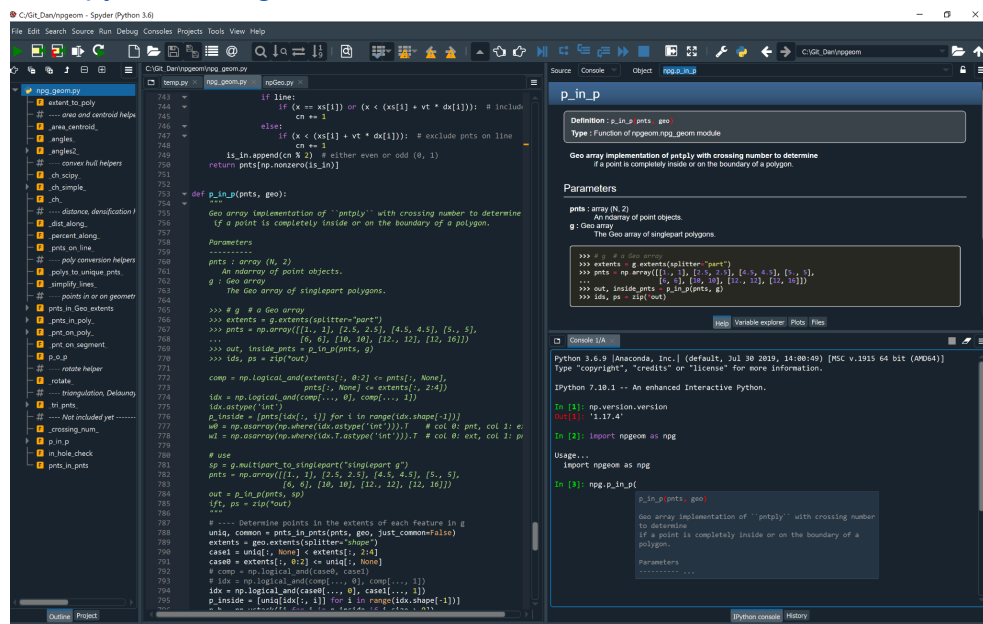 C:/Git_Dan/npgeom - Spyder (Python 3.6)
File Edit Search Source Run Debug Consoles Projects Tools View Help
C:\Git_Dan\npgeom
C:\Git_Dan\npgeom\npg_geom.py
temp.py
npg_geom.py
npGeo.py
npg_geom.py
extent_to_poly
# ---- area and centroid helpe
_area_centroid_
_angles_
_angles2_
# ---- convex hull helpers
_ch_scipy_
_ch_simple_
_ch_
# ---- distance, densification h
_dist_along_
_percent_along_
_pnts_on_line_
# ---- poly conversion helpers
_polys_to_unique_pnts_
_simplify_lines_
# ---- points in or on geometr
pnts_in_Geo_extents
_pnts_in_poly_
_pnt_on_poly_
_pnt_on_segment_
p_o_p
# ---- rotate helper
_rotate_
# ---- triangulation, Delaunay
_tri_pnts_
# ---- Not included yet -------
_crossing_num_
p_in_p
in_hole_check
pnts_in_pnts
Outline Project
743 if line:
744 if (x == xs[i]) or (x < (xs[i] + vt * dx[i])): # include
745 cn += 1
746 else:
747 if (x < (xs[i] + vt * dx[i])): # exclude pnts on line
748 cn += 1
749 is_in.append(cn % 2) # either even or odd (0, 1)
750 return pnts[np.nonzero(is_in)]
751
752
753 def p_in_p(pnts, geo):
754 """
755 Geo array implementation of ``pntply`` with crossing number to determine
756 if a point is completely inside or on the boundary of a polygon.
757
758 Parameters
759 ----------
760 pnts : array (N, 2)
761 An ndarray of point objects.
762 g : Geo array
763 The Geo array of singlepart polygons.
764
765 >>> # g # a Geo array
766 >>> extents = g.extents(splitter="part")
767 >>> pnts = np.array([[1., 1], [2.5, 2.5], [4.5, 4.5], [5., 5],
768 ... [6, 6], [10, 10], [12., 12], [12, 16]])
769 >>> out, inside_pnts = p_in_p(pnts, g)
770 >>> ids, ps = zip(*out)
771
772 comp = np.logical_and(extents[:, 0:2] <= pnts[:, None],
773 pnts[:, None] <= extents[:, 2:4])
774 idx = np.logical_and(comp[..., 0], comp[..., 1])
775 idx.astype('int')
776 p_inside = [pnts[idx[:, i]] for i in range(idx.shape[-1])]
777 w0 = np.asarray(np.where(idx.astype('int'))).T # col 0: pnt, col 1: e
778 w1 = np.asarray(np.where(idx.T.astype('int'))).T # col 0: ext, col 1: p
779
780 # use
781 sp = g.multipart_to_singlepart("singlepart g")
782 pnts = np.array([[1., 1], [2.5, 2.5], [4.5, 4.5], [5., 5],
783 [6, 6], [10, 10], [12., 12], [12, 16]])
784 out = p_in_p(pnts, sp)
785 ift, ps = zip(*out)
786 """
787 # ---- Determine points in the extents of each feature in g
788 uniq, common = pnts_in_pnts(pnts, geo, just_common=False)
789 extents = geo.extents(splitter="shape")
790 case1 = uniq[:, None] < extents[:, 2:4]
791 case0 = extents[:, 0:2] <= uniq[:, None]
792 # comp = np.logical_and(case0, case1)
793 # idx = np.logical_and(comp[..., 0], comp[..., 1])
794 idx = np.logical_and(case0[..., 0], case1[..., 1])
795 p_inside = [uniq[idx[:, i]] for i in range(idx.shape[-1])]
Source Console Object npg.p_in_p
p_in_p
Definition : p_in_p(pnts, geo)
Type : Function of npgeom.npg_geom module
Geo array implementation of pntply with crossing number to determine
if a point is completely inside or on the boundary of a polygon.
Parameters
pnts : array (N, 2)
An ndarray of point objects.
g : Geo array
The Geo array of singlepart polygons.
>>> # g # a Geo array
>>> extents = g.extents(splitter="part")
>>> pnts = np.array([[1., 1], [2.5, 2.5], [4.5, 4.5], [5., 5],
... [6, 6], [10, 10], [12., 12], [12, 16]])
>>> out, inside_pnts = p_in_p(pnts, g)
>>> ids, ps = zip(*out)
Help Variable explorer Plots Files
Console 1/A
Python 3.6.9 |Anaconda, Inc.| (default, Jul 30 2019, 14:00:49) [MSC v.1915 64 bit (AMD64)]
Type "copyright", "credits" or "license" for more information.
IPython 7.10.1 -- An enhanced Interactive Python.
In [1]: np.version.version
Out[1]: '1.17.4'
In [2]: import npgeom as npg
Usage...
import npgeom as npg
In [3]: npg.p_in_p(
p_in_p(pnts, geo)
Geo array implementation of ``pntply`` with crossing number
to determine
if a point is completely inside or on the boundary of a
polygon.
Parameters
---------- ...
IPython console History